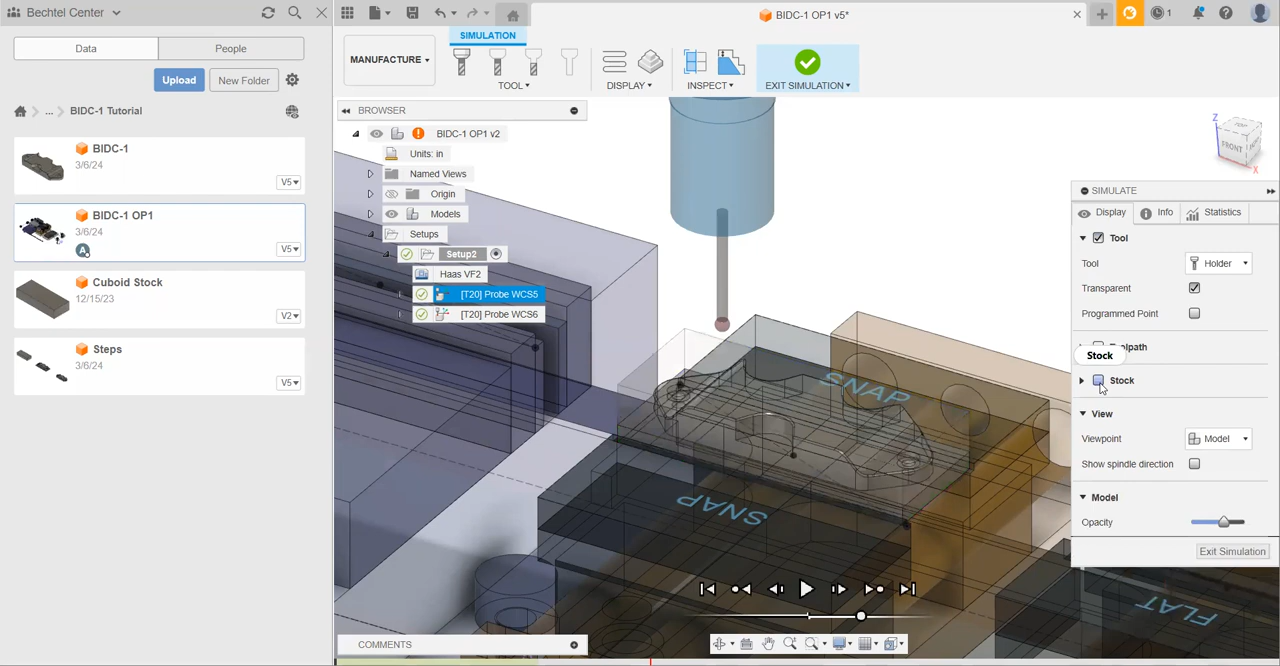 Bechtel Center
BIDC-1 OP1 v5*
1
Data
People
Upload
New Folder
... BIDC-1 Tutorial
BIDC-1
3/6/24
V5
BIDC-1 OP1
3/6/24
A
V5
Cuboid Stock
12/15/23
V2
Steps
3/6/24
V5
SIMULATION
MANUFACTURE
TOOL
DISPLAY
INSPECT
EXIT SIMULATION
BROWSER
BIDC-1 OP1 v2
Units: in
Named Views
Origin
Models
Setups
Setup2
Haas VF2
[T20] Probe WCS5
[T20] Probe WCS6
SNAP
SNAP
FLAT
Z
TOP
FRONT
X
SIMULATE
Display
Info
Statistics
Tool
Tool
Holder
Transparent
Programmed Point
Stock
Stock
View
Viewpoint
Model
Show spindle direction
Model
Opacity
Exit Simulation
COMMENTS